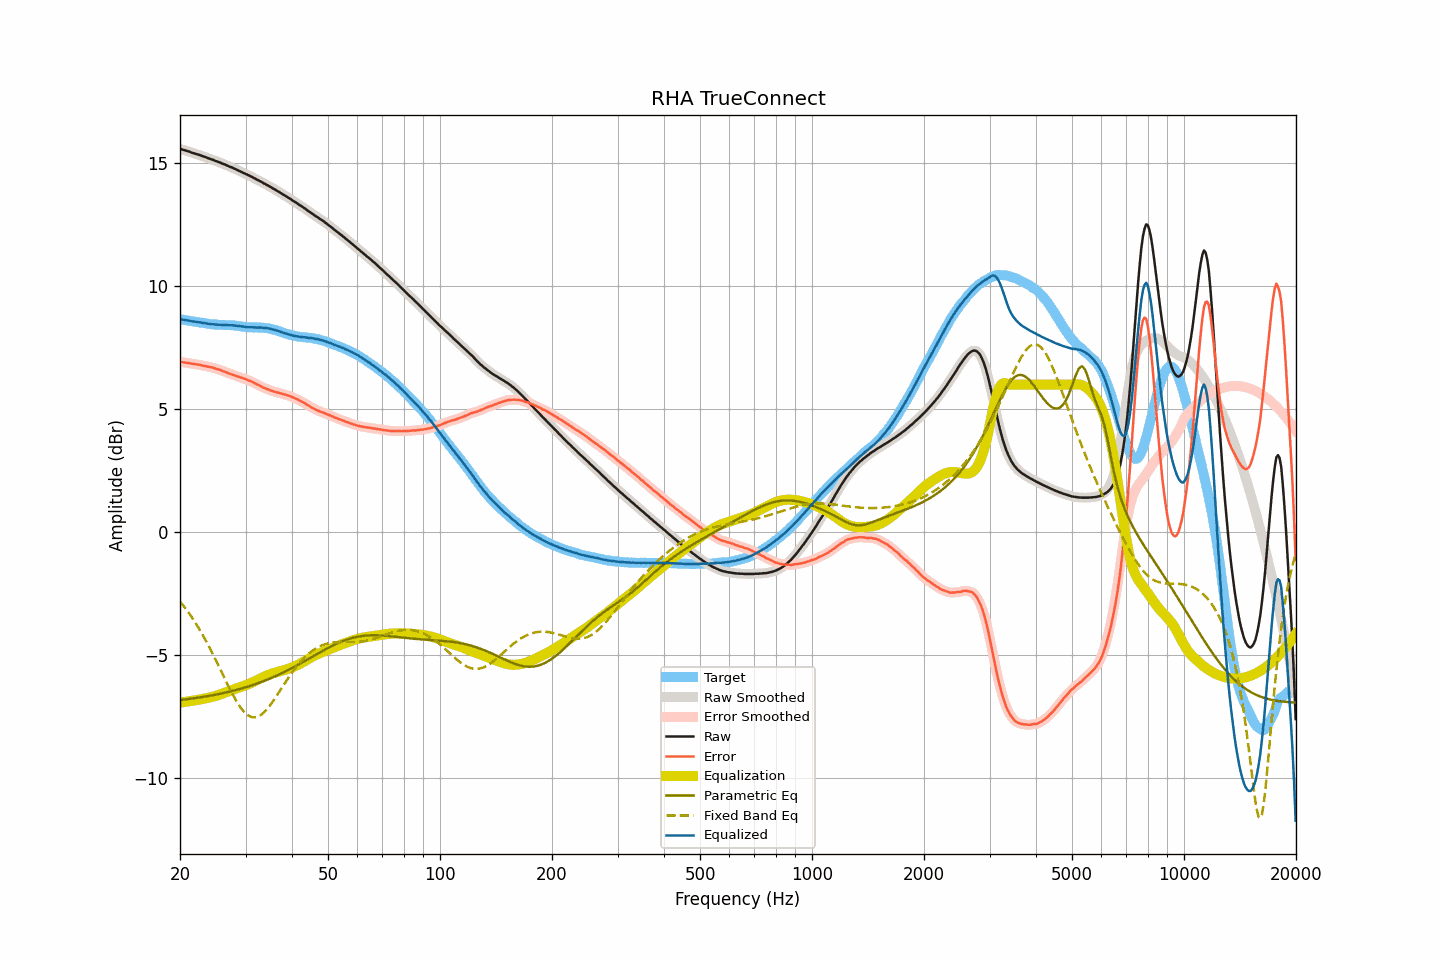 RHA TrueConnect
Amplitude (dBr)
15
10
5
0
−5
−10
Target
Raw Smoothed
Error Smoothed
Raw
Error
Equalization
Parametric Eq
Fixed Band Eq
Equalized
20 50 100 200 500 1000 2000 5000 10000 20000
Frequency (Hz)